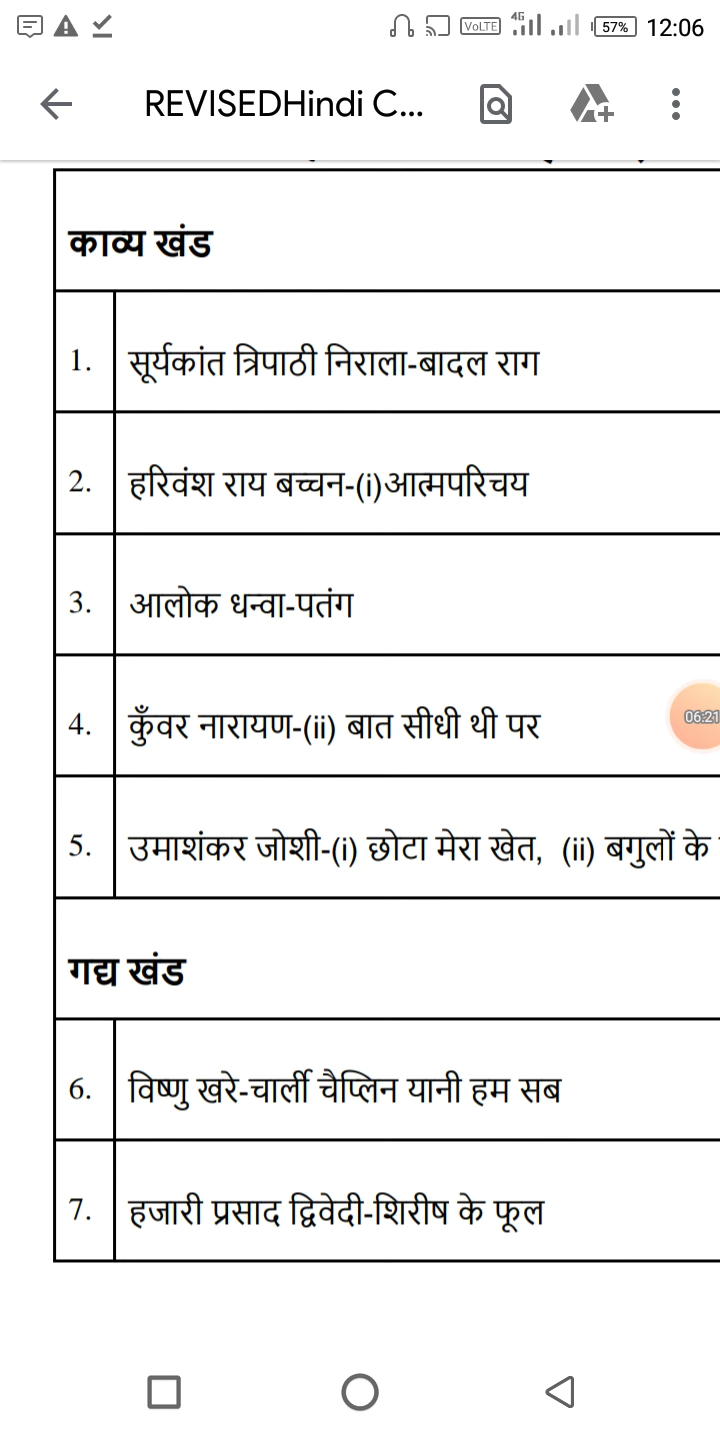 VoLTE 4G 57% 12:06
REVISEDHindi C...
काव्य खंड
1. सूर्यकांत त्रिपाठी निराला-बादल राग
2. हरिवंश राय बच्चन-(i)आत्मपरिचय
3. आलोक धन्वा-पतंग
4. कुँवर नारायण-(ii) बात सीधी थी पर
06:21
5. उमाशंकर जोशी-(i) छोटा मेरा खेत, (ii) बगुलों के
गद्य खंड
6. विष्णु खरे-चार्ली चैप्लिन यानी हम सब
7. हजारी प्रसाद द्विवेदी-शिरीष के फूल